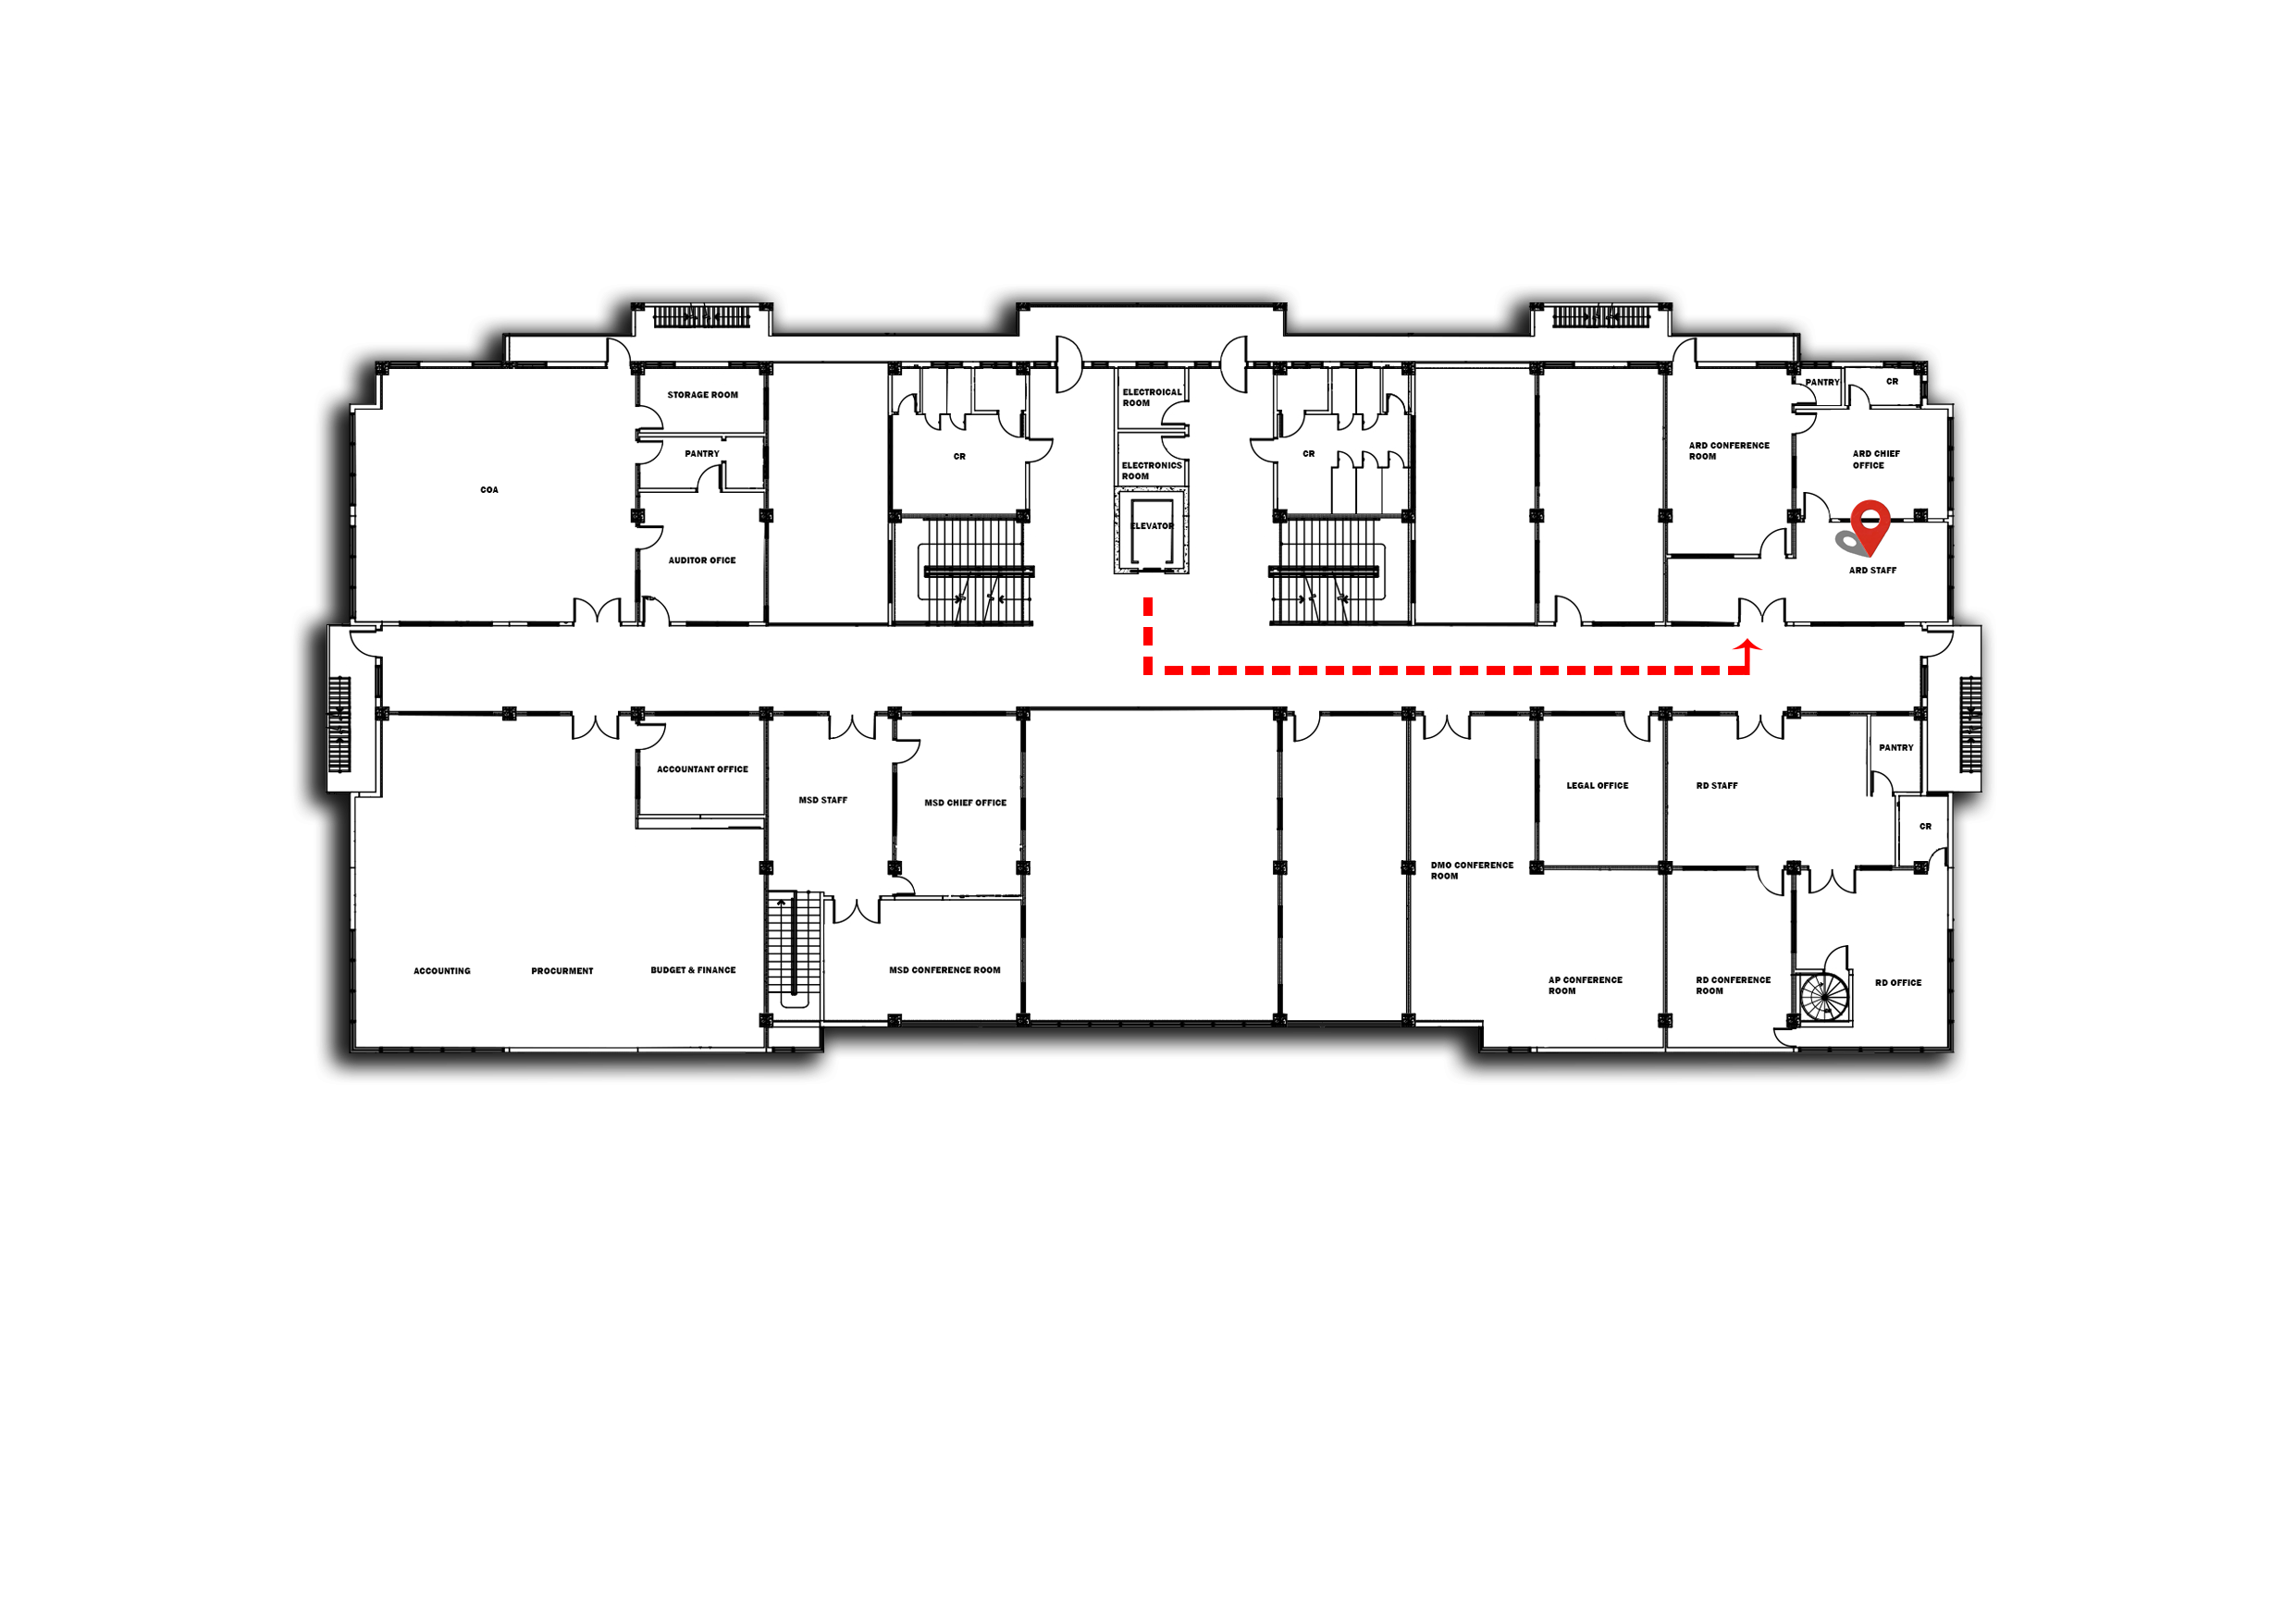 STORAGE ROOM
PANTRY
COA
AUDITOR OFICE
CR
ELECTROICAL
ROOM
ELECTRONICS
ROOM
ELEVATOR
CR
ARD CONFERENCE
ROOM
PANTRY
CR
ARD CHIEF
OFFICE
ARD STAFF
ACCOUNTANT OFFICE
MSD STAFF
MSD CHIEF OFFICE
ACCOUNTING
PROCURMENT
BUDGET & FINANCE
MSD CONFERENCE ROOM
LEGAL OFFICE
RD STAFF
PANTRY
CR
DMO CONFERENCE
ROOM
AP CONFERENCE
ROOM
RD CONFERENCE
ROOM
RD OFFICE